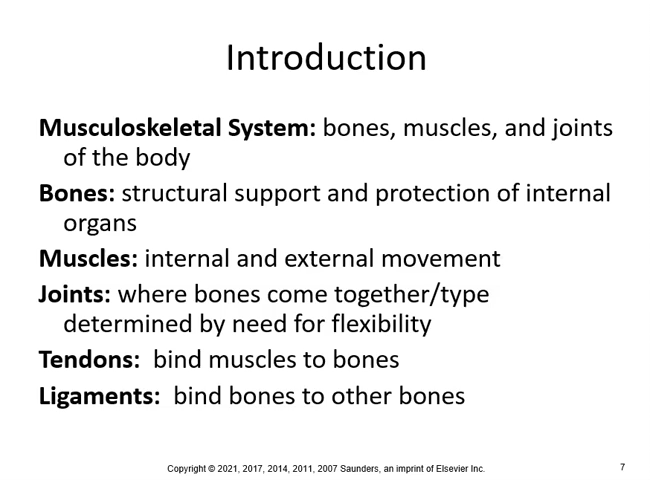 Introduction
Musculoskeletal System: bones, muscles, and joints
of the body
Bones: structural support and protection of internal
organs
Muscles: internal and external movement
Joints: where bones come together/type
determined by need for flexibility
Tendons:  bind muscles to bones
Ligaments:  bind bones to other bones
Copyright © 2021, 2017, 2014, 2011, 2007 Saunders, an imprint of Elsevier Inc.
7